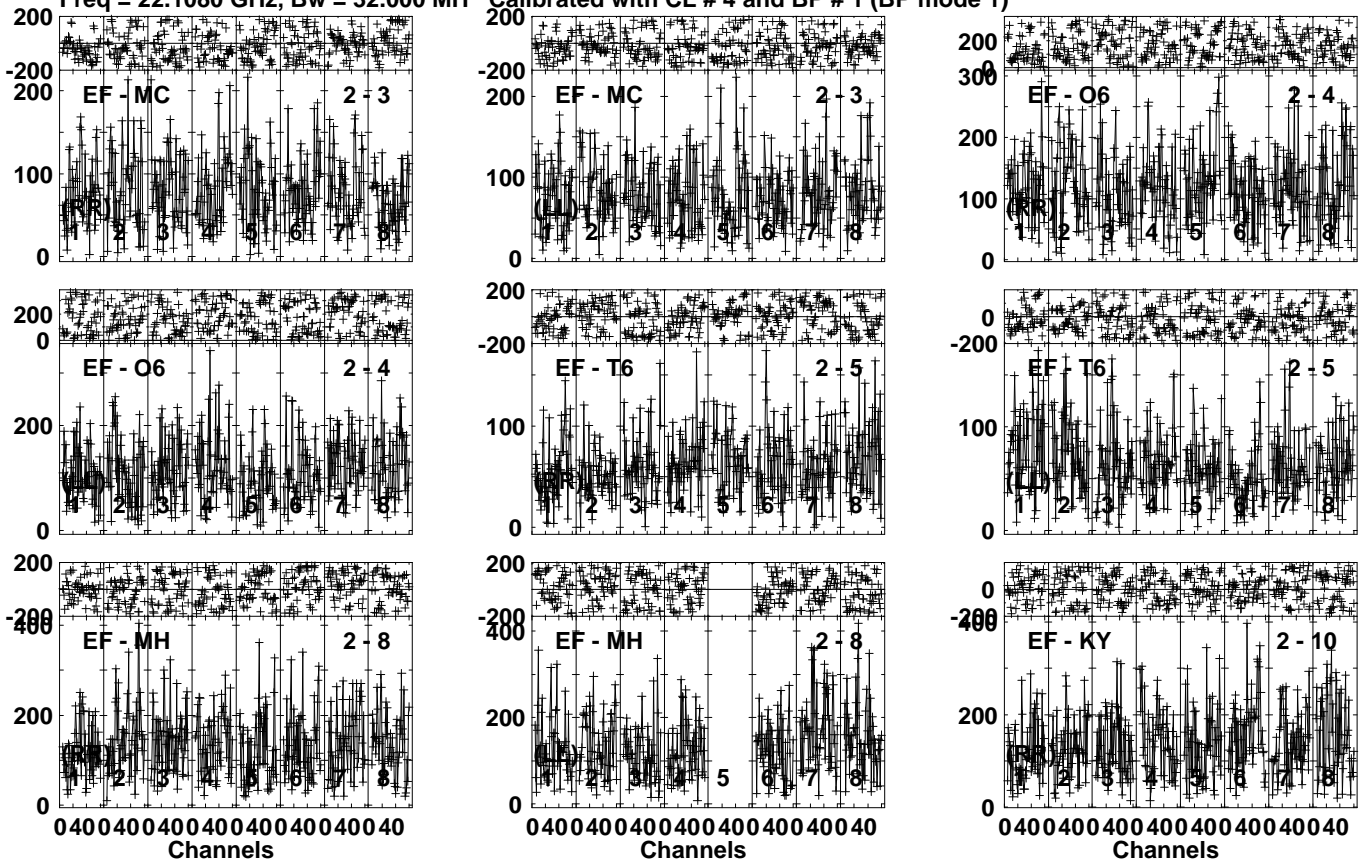 Freq = 22.1080 GHz, Bw = 32.000 MH Calibrated with CL # 4 and BP # 1 (BP mode 1)
200
-200
200
100
0
EF - MC 2 - 3
(RR)
1 2 3 4 5 6 7 8
200
-200
200
100
0
EF - MC 2 - 3
(LL)
1 2 3 4 5 6 7 8
200
0
300
200
100
0
EF - O6 2 - 4
(RR)
1 2 3 4 5 6 7 8
200
0
200
0
EF - O6 2 - 4
(LL)
1 2 3 4 5 6 7 8
200
-200
100
0
EF - T6 2 - 5
(RR)
1 2 3 4 5 6 7 8
0
-200
100
0
EF - T6 2 - 5
(LL)
1 2 3 4 5 6 7 8
200
-200
400
200
0
EF - MH 2 - 8
(RR)
1 2 3 4 5 6 7 8
0 40 0 40 0 40 0 40 0 40 0 40 0 40 0 40
Channels
200
-200
400
200
0
EF - MH 2 - 8
(LL)
1 2 3 4 5 6 7 8
0 40 0 40 0 40 0 40 0 40 0 40 0 40 0 40
Channels
0
-200
400
200
0
EF - KY 2 - 10
(RR)
1 2 3 4 5 6 7 8
0 40 0 40 0 40 0 40 0 40 0 40 0 40 0 40
Channels